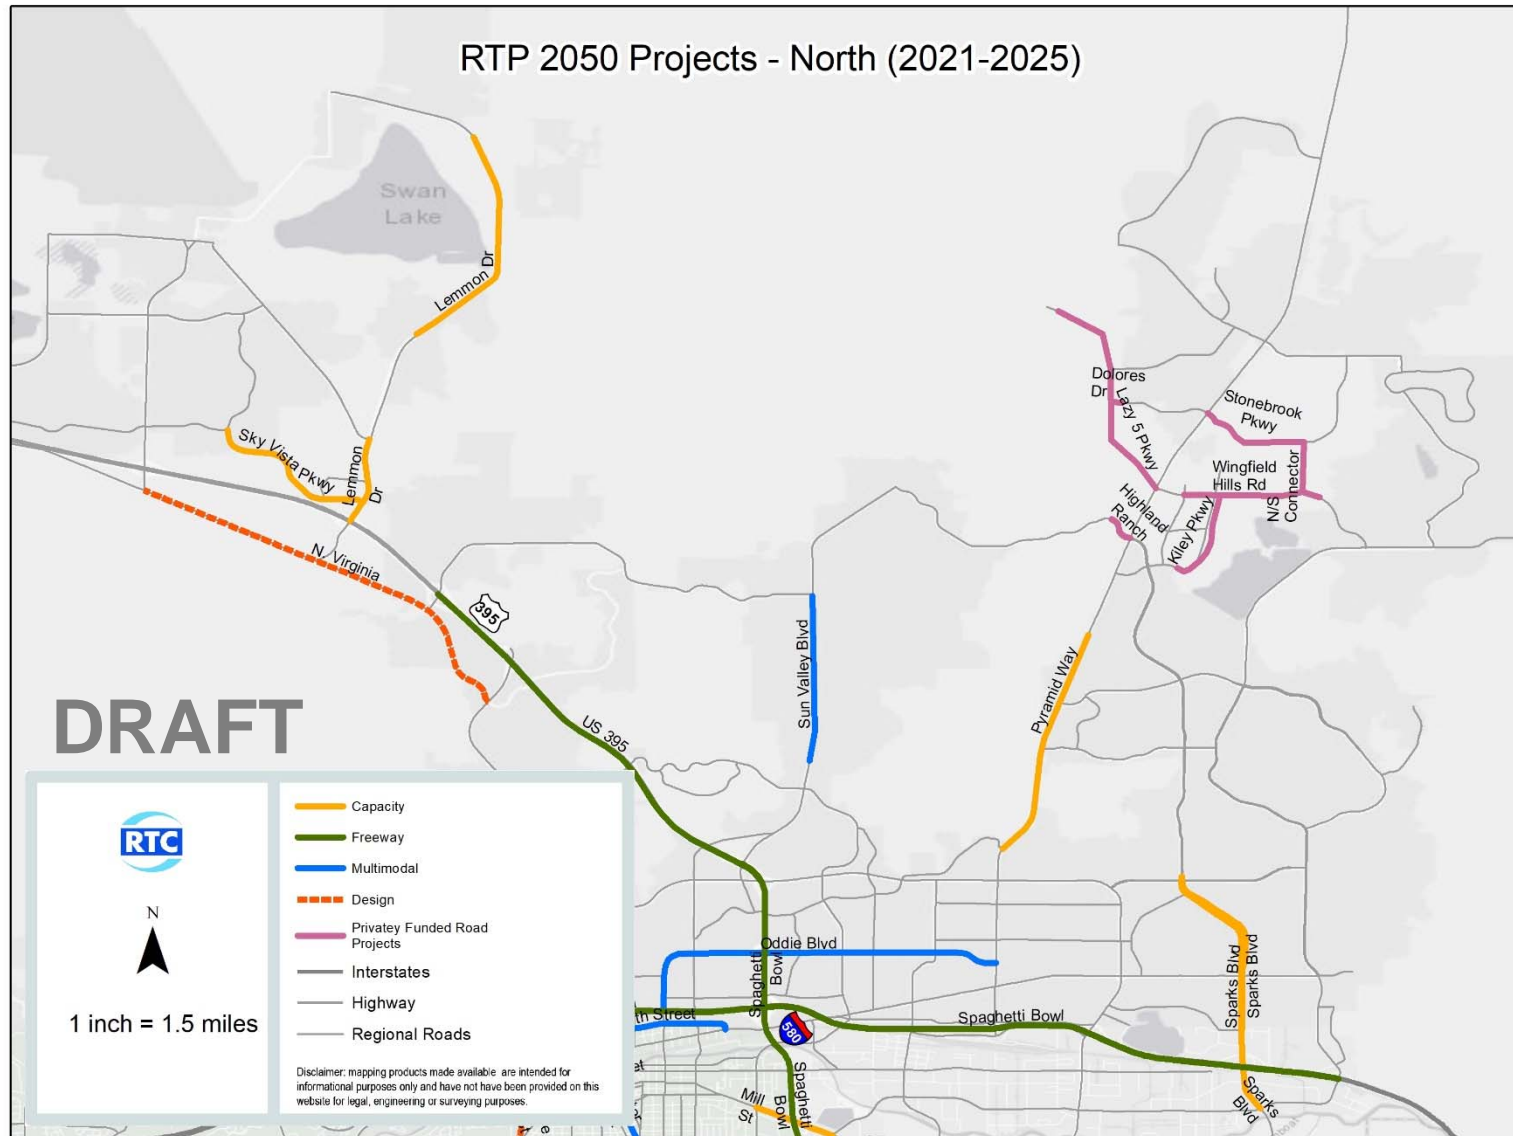 RTP 2050 Projects - North (2021-2025)
Swan
Lake
Lemmon Dr
Dolores
Dr
Lazy 5 Pkwy
Stonebrook
Pkwy
Sky Vista Pkwy
Lemmon
Dr
Wingfield
Hills Rd
N/S
Connector
Highland
Ranch
Kiley Pkwy
N. Virginia
395
Sun Valley Blvd
Pyramid Way
US 395
DRAFT
RTC
N
1 inch = 1.5 miles
Capacity
Freeway
Multimodal
Design
Privatey Funded Road
Projects
Interstates
Highway
Regional Roads
Disclaimer: mapping products made available are intended for
informational purposes only and have not have been provided on this
website for legal, engineering or surveying purposes.
Oddie Blvd
Spaghetti
Bowl
Sparks Blvd
Sparks Blvd
th Street
580
Spaghetti Bowl
Spaghetti
Bowl
Mill
St
Sparks
Blvd